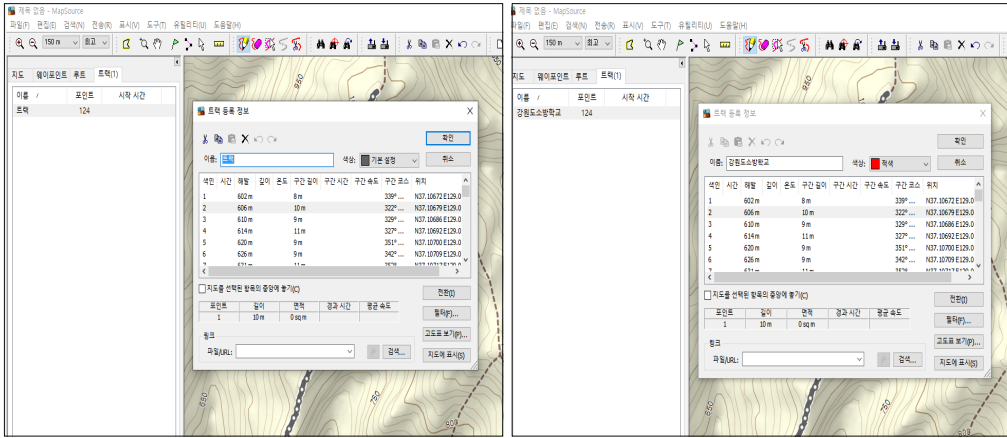 제목 없음 - MapSource
파일(F) 편집(E) 검색(N) 전송(R) 표시(V) 도구(T) 유틸리티(U) 도움말(H)
150 m 최고
지도 웨이포인트 루트 트랙(1)
이름 / 포인트 시작 시간
트랙 124
950
트랙 등록 정보
확인
이름: 트랙 색상: 기본 설정 취소
색인 시간 해발 깊이 온도 구간 길이 구간 시간 구간 속도 구간 코스 위치
1 602 m 8 m 339° ... N37.10672 E129.0
2 606 m 10 m 322° ... N37.10679 E129.0
3 610 m 9 m 329° ... N37.10686 E129.0
4 614 m 11 m 327° ... N37.10692 E129.0
5 620 m 9 m 351° ... N37.10700 E129.0
6 626 m 9 m 342° ... N37.10709 E129.0
지도를 선택된 항목의 중앙에 놓기(C) 전환(I)
포인트 길이 면적 경과 시간 평균 속도
1 10 m 0 sq m
필터(F)...
링크 고도표 보기(P)...
파일/URL: 검색... 지도에 표시(S)
650
750
800
제목 없음 - MapSource
파일(F) 편집(E) 검색(N) 전송(R) 표시(V) 도구(T) 유틸리티(U) 도움말(H)
150 m 최고
지도 웨이포인트 루트 트랙(1)
이름 / 포인트 시작 시간
강원도소방학교 124
950
트랙 등록 정보
확인
이름: 강원도소방학교 색상: 적색 취소
색인 시간 해발 깊이 온도 구간 길이 구간 시간 구간 속도 구간 코스 위치
1 602 m 8 m 339° ... N37.10672 E129.0
2 606 m 10 m 322° ... N37.10679 E129.0
3 610 m 9 m 329° ... N37.10686 E129.0
4 614 m 11 m 327° ... N37.10692 E129.0
5 620 m 9 m 351° ... N37.10700 E129.0
6 626 m 9 m 342° ... N37.10709 E129.0
지도를 선택된 항목의 중앙에 놓기(C) 전환(I)
포인트 길이 면적 경과 시간 평균 속도
1 10 m 0 sq m
필터(F)...
링크 고도표 보기(P)...
파일/URL: 검색... 지도에 표시(S)
650
750